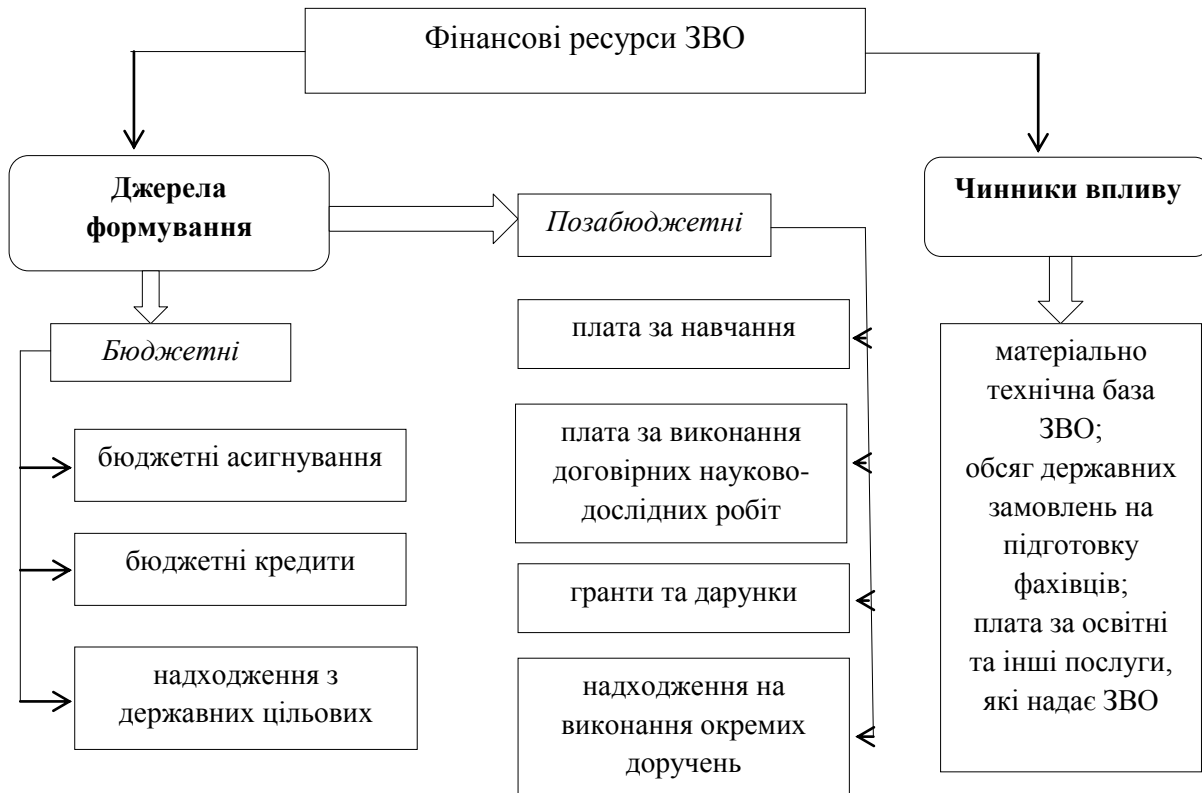 Фінансові ресурси ЗВО
Джерела
формування
Позабюджетні
Чинники впливу
Бюджетні
бюджетні асигнування
бюджетні кредити
надходження з
державних цільових
плата за навчання
плата за виконання
договірних науково-
дослідних робіт
гранти та дарунки
надходження на
виконання окремих
доручень
матеріально
технічна база
ЗВО;
обсяг державних
замовлень на
підготовку
фахівців;
плата за освітні
та інші послуги,
які надає ЗВО